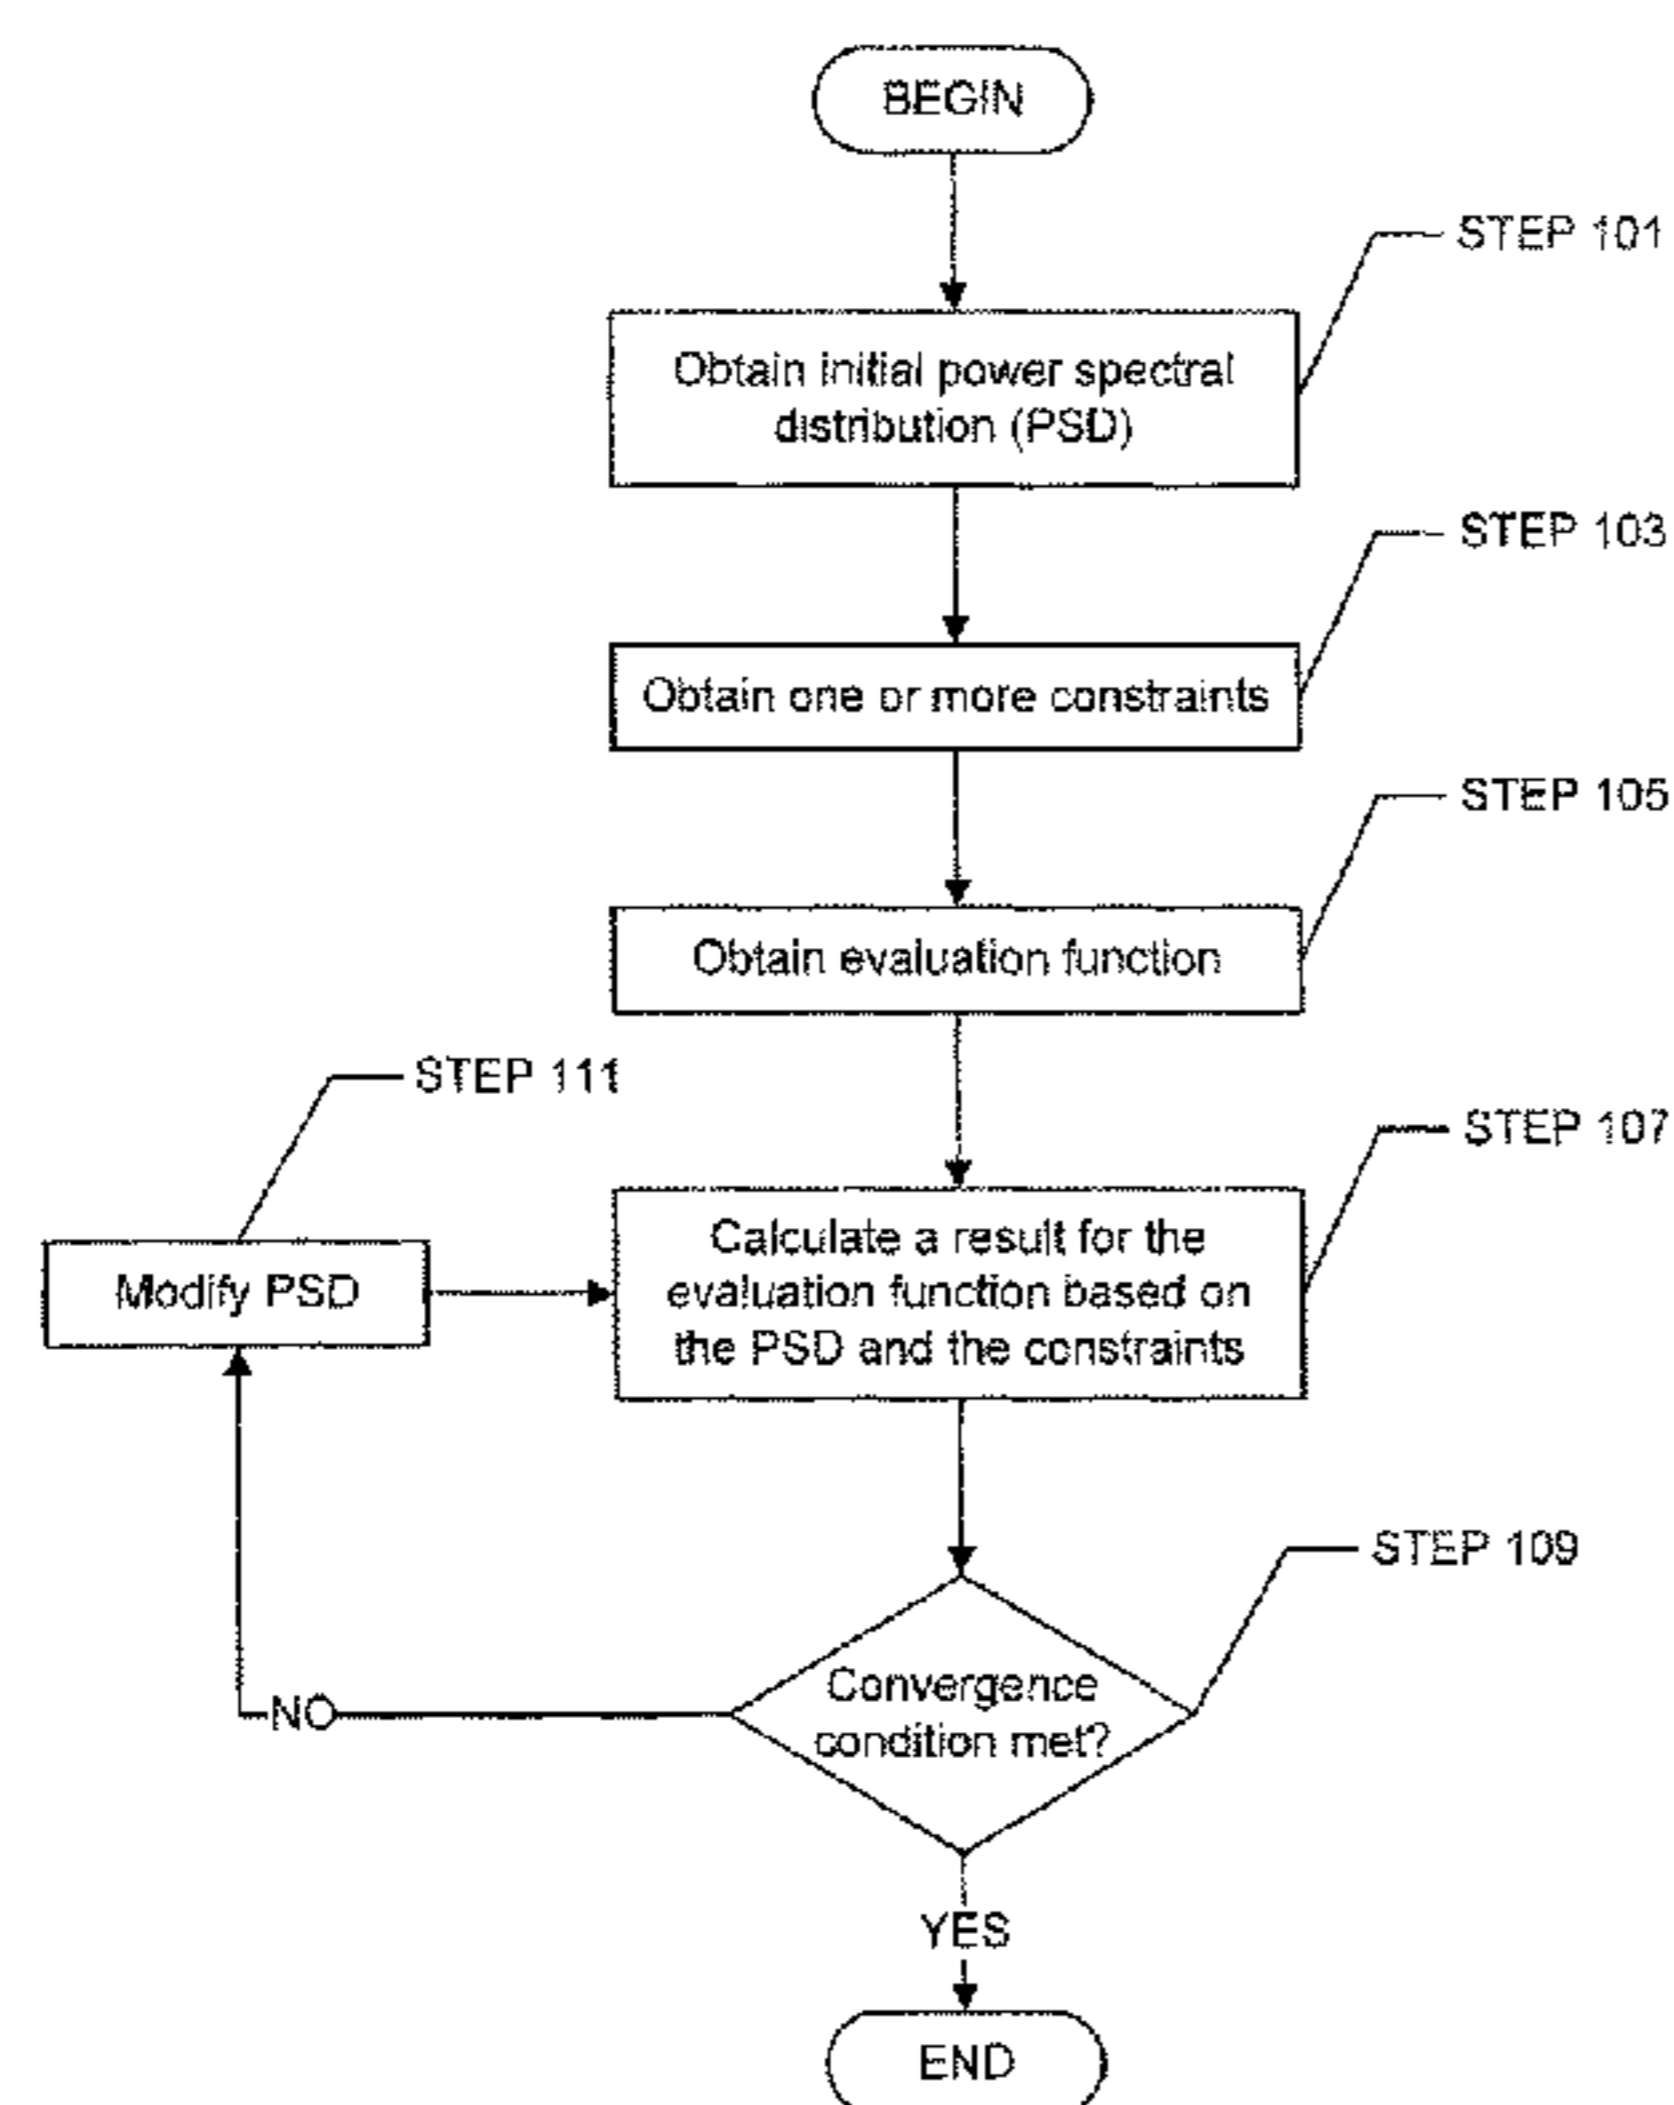 BEGIN
STEP 101
Obtain initial power spectral
distribution (PSD)
STEP 103
Obtain one or more constraints
STEP 105
Obtain evaluation function
STEP 111
STEP 107
Modify PSD
Calculate a result for the
evaluation function based on
the PSD and the constraints
STEP 109
Convergence
condition met?
NO
YES
END